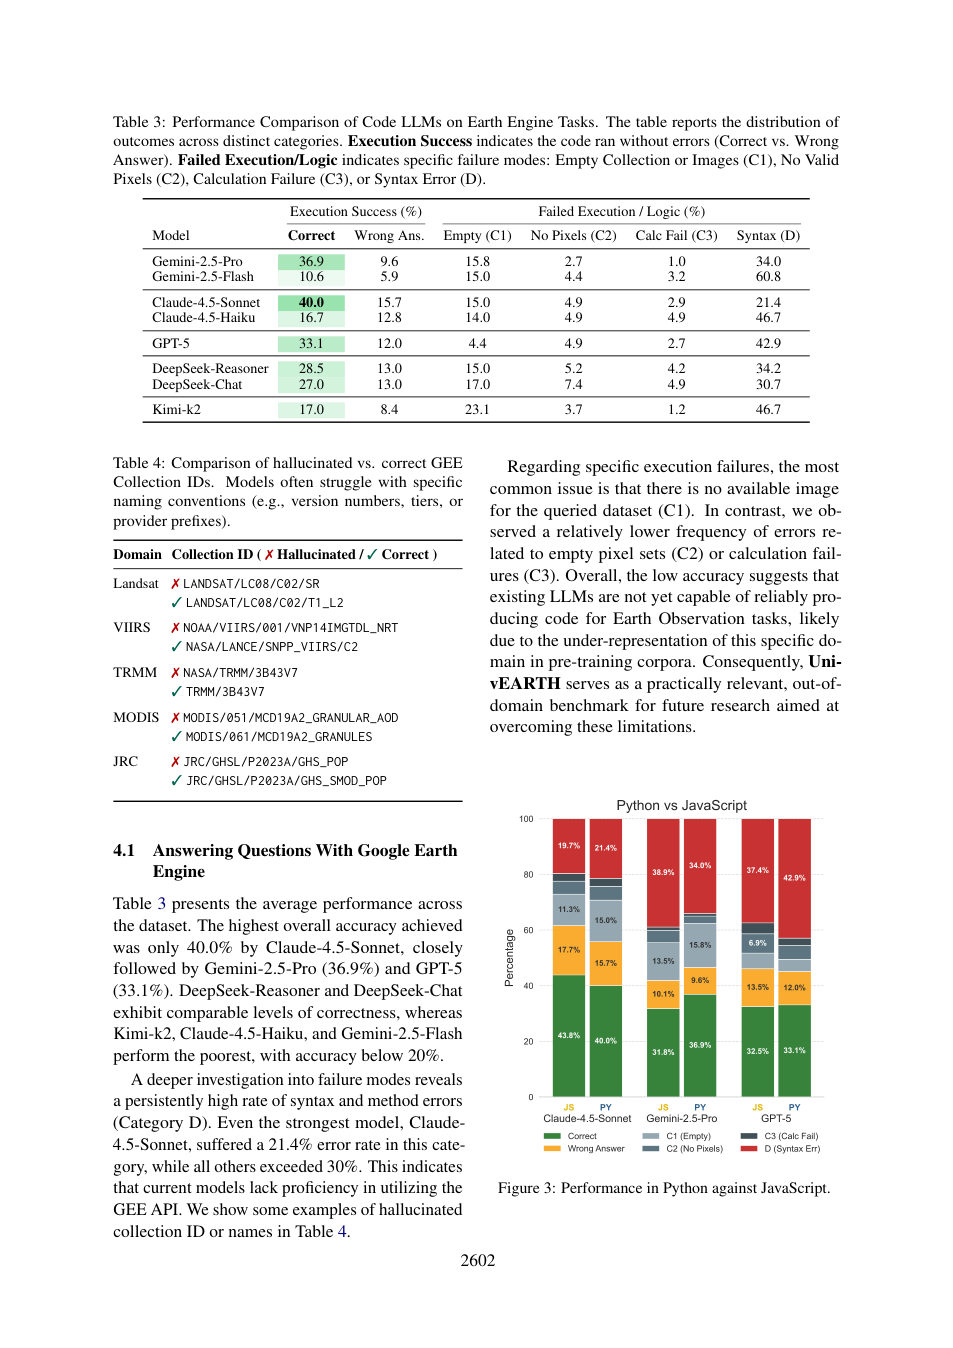 Table 3: Performance Comparison of Code LLMs on Earth Engine Tasks. The table reports the distribution of
outcomes across distinct categories. Execution Success indicates the code ran without errors (Correct vs. Wrong
Answer). Failed Execution/Logic indicates specific failure modes: Empty Collection or Images (C1), No Valid
Pixels (C2), Calculation Failure (C3), or Syntax Error (D).
Execution Success (%) Failed Execution / Logic (%)
Model Correct Wrong Ans. Empty (C1) No Pixels (C2) Calc Fail (C3) Syntax (D)
Gemini-2.5-Pro 36.9 9.6 15.8 2.7 1.0 34.0
Gemini-2.5-Flash 10.6 5.9 15.0 4.4 3.2 60.8
Claude-4.5-Sonnet 40.0 15.7 15.0 4.9 2.9 21.4
Claude-4.5-Haiku 16.7 12.8 14.0 4.9 4.9 46.7
GPT-5 33.1 12.0 4.4 4.9 2.7 42.9
DeepSeek-Reasoner 28.5 13.0 15.0 5.2 4.2 34.2
DeepSeek-Chat 27.0 13.0 17.0 7.4 4.9 30.7
Kimi-k2 17.0 8.4 23.1 3.7 1.2 46.7
Table 4: Comparison of hallucinated vs. correct GEE
Collection IDs. Models often struggle with specific
naming conventions (e.g., version numbers, tiers, or
provider prefixes).
Domain Collection ID ( ✗ Hallucinated / ✓ Correct )
Landsat ✗ LANDSAT/LC08/C02/SR
✓ LANDSAT/LC08/C02/T1_L2
VIIRS ✗ NOAA/VIIRS/001/VNP14IMGTDL_NRT
✓ NASA/LANCE/SNPP_VIIRS/C2
TRMM ✗ NASA/TRMM/3B43V7
✓ TRMM/3B43V7
MODIS ✗ MODIS/051/MCD19A2_GRANULAR_AOD
✓ MODIS/061/MCD19A2_GRANULES
JRC ✗ JRC/GHSL/P2023A/GHS_POP
✓ JRC/GHSL/P2023A/GHS_SMOD_POP
4.1 Answering Questions With Google Earth
Engine
Table 3 presents the average performance across
the dataset. The highest overall accuracy achieved
was only 40.0% by Claude-4.5-Sonnet, closely
followed by Gemini-2.5-Pro (36.9%) and GPT-5
(33.1%). DeepSeek-Reasoner and DeepSeek-Chat
exhibit comparable levels of correctness, whereas
Kimi-k2, Claude-4.5-Haiku, and Gemini-2.5-Flash
perform the poorest, with accuracy below 20%.
A deeper investigation into failure modes reveals
a persistently high rate of syntax and method errors
(Category D). Even the strongest model, Claude-
4.5-Sonnet, suffered a 21.4% error rate in this cate-
gory, while all others exceeded 30%. This indicates
that current models lack proficiency in utilizing the
GEE API. We show some examples of hallucinated
collection ID or names in Table 4.
Regarding specific execution failures, the most
common issue is that there is no available image
for the queried dataset (C1). In contrast, we ob-
served a relatively lower frequency of errors re-
lated to empty pixel sets (C2) or calculation fail-
ures (C3). Overall, the low accuracy suggests that
existing LLMs are not yet capable of reliably pro-
ducing code for Earth Observation tasks, likely
due to the under-representation of this specific do-
main in pre-training corpora. Consequently, Uni-
vEARTH serves as a practically relevant, out-of-
domain benchmark for future research aimed at
overcoming these limitations.
Python vs JavaScript
Percentage
100
80
60
40
20
0
19.7% 11.3% 17.7% 43.8%
21.4% 15.0% 15.7% 40.0%
38.9% 13.5% 10.1% 31.8%
34.0% 15.8% 9.6% 36.9%
37.4% 6.9% 13.5% 32.5%
42.9% 12.0% 33.1%
JS PY JS PY JS PY
Claude-4.5-Sonnet Gemini-2.5-Pro GPT-5
Correct C1 (Empty) C3 (Calc Fail)
Wrong Answer C2 (No Pixels) D (Syntax Err)
Figure 3: Performance in Python against JavaScript.
2602